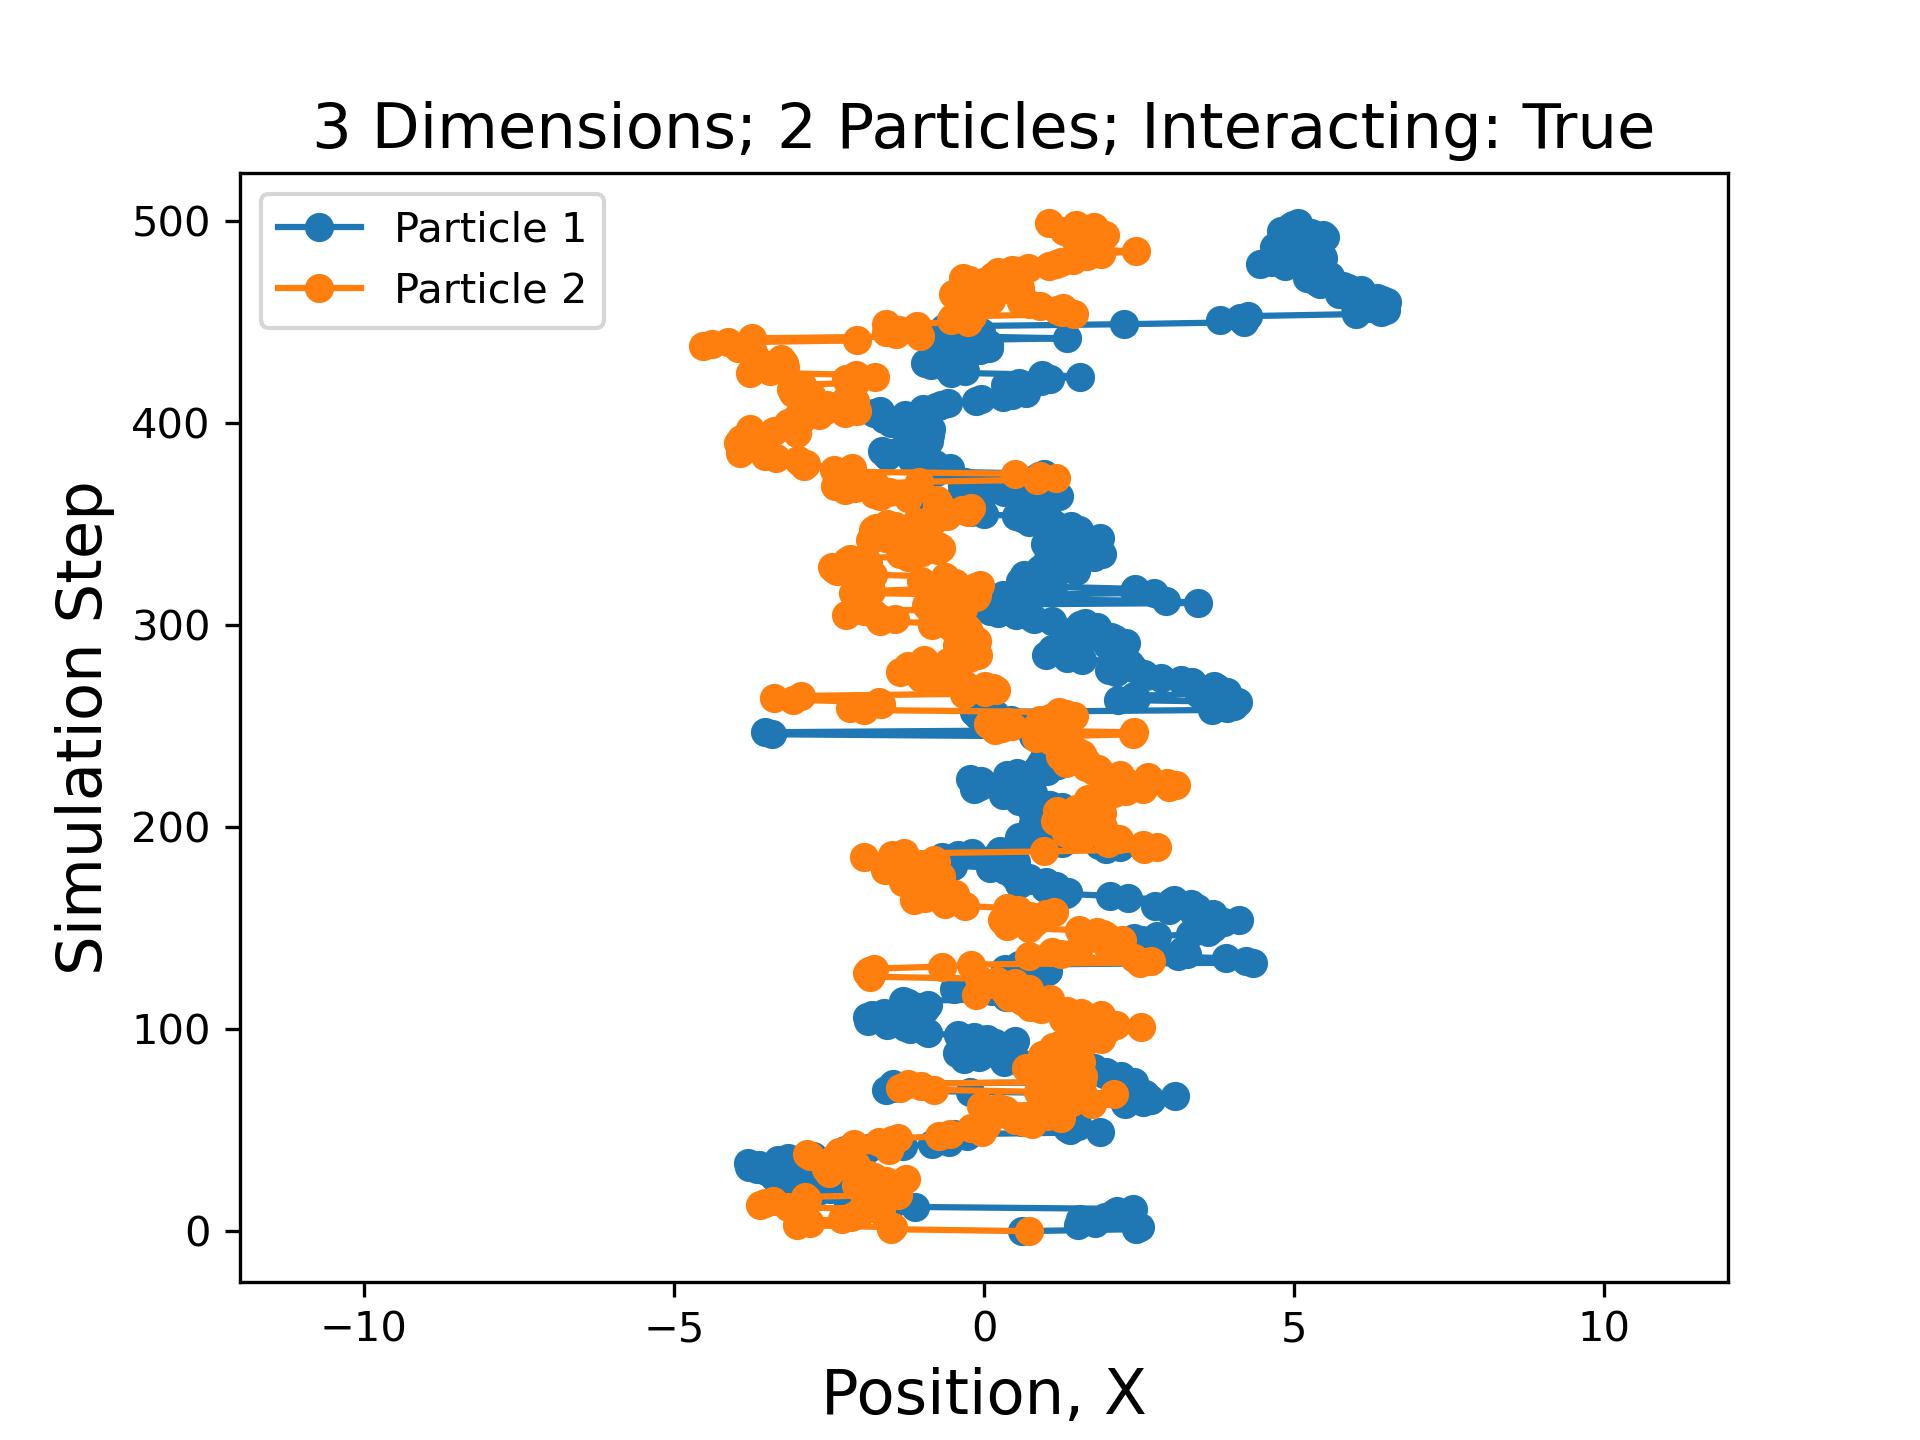 3 Dimensions; 2 Particles; Interacting: True
Particle 1
Particle 2
Simulation Step
500
400
300
200
100
0
−10
−5
0
5
10
Position, X